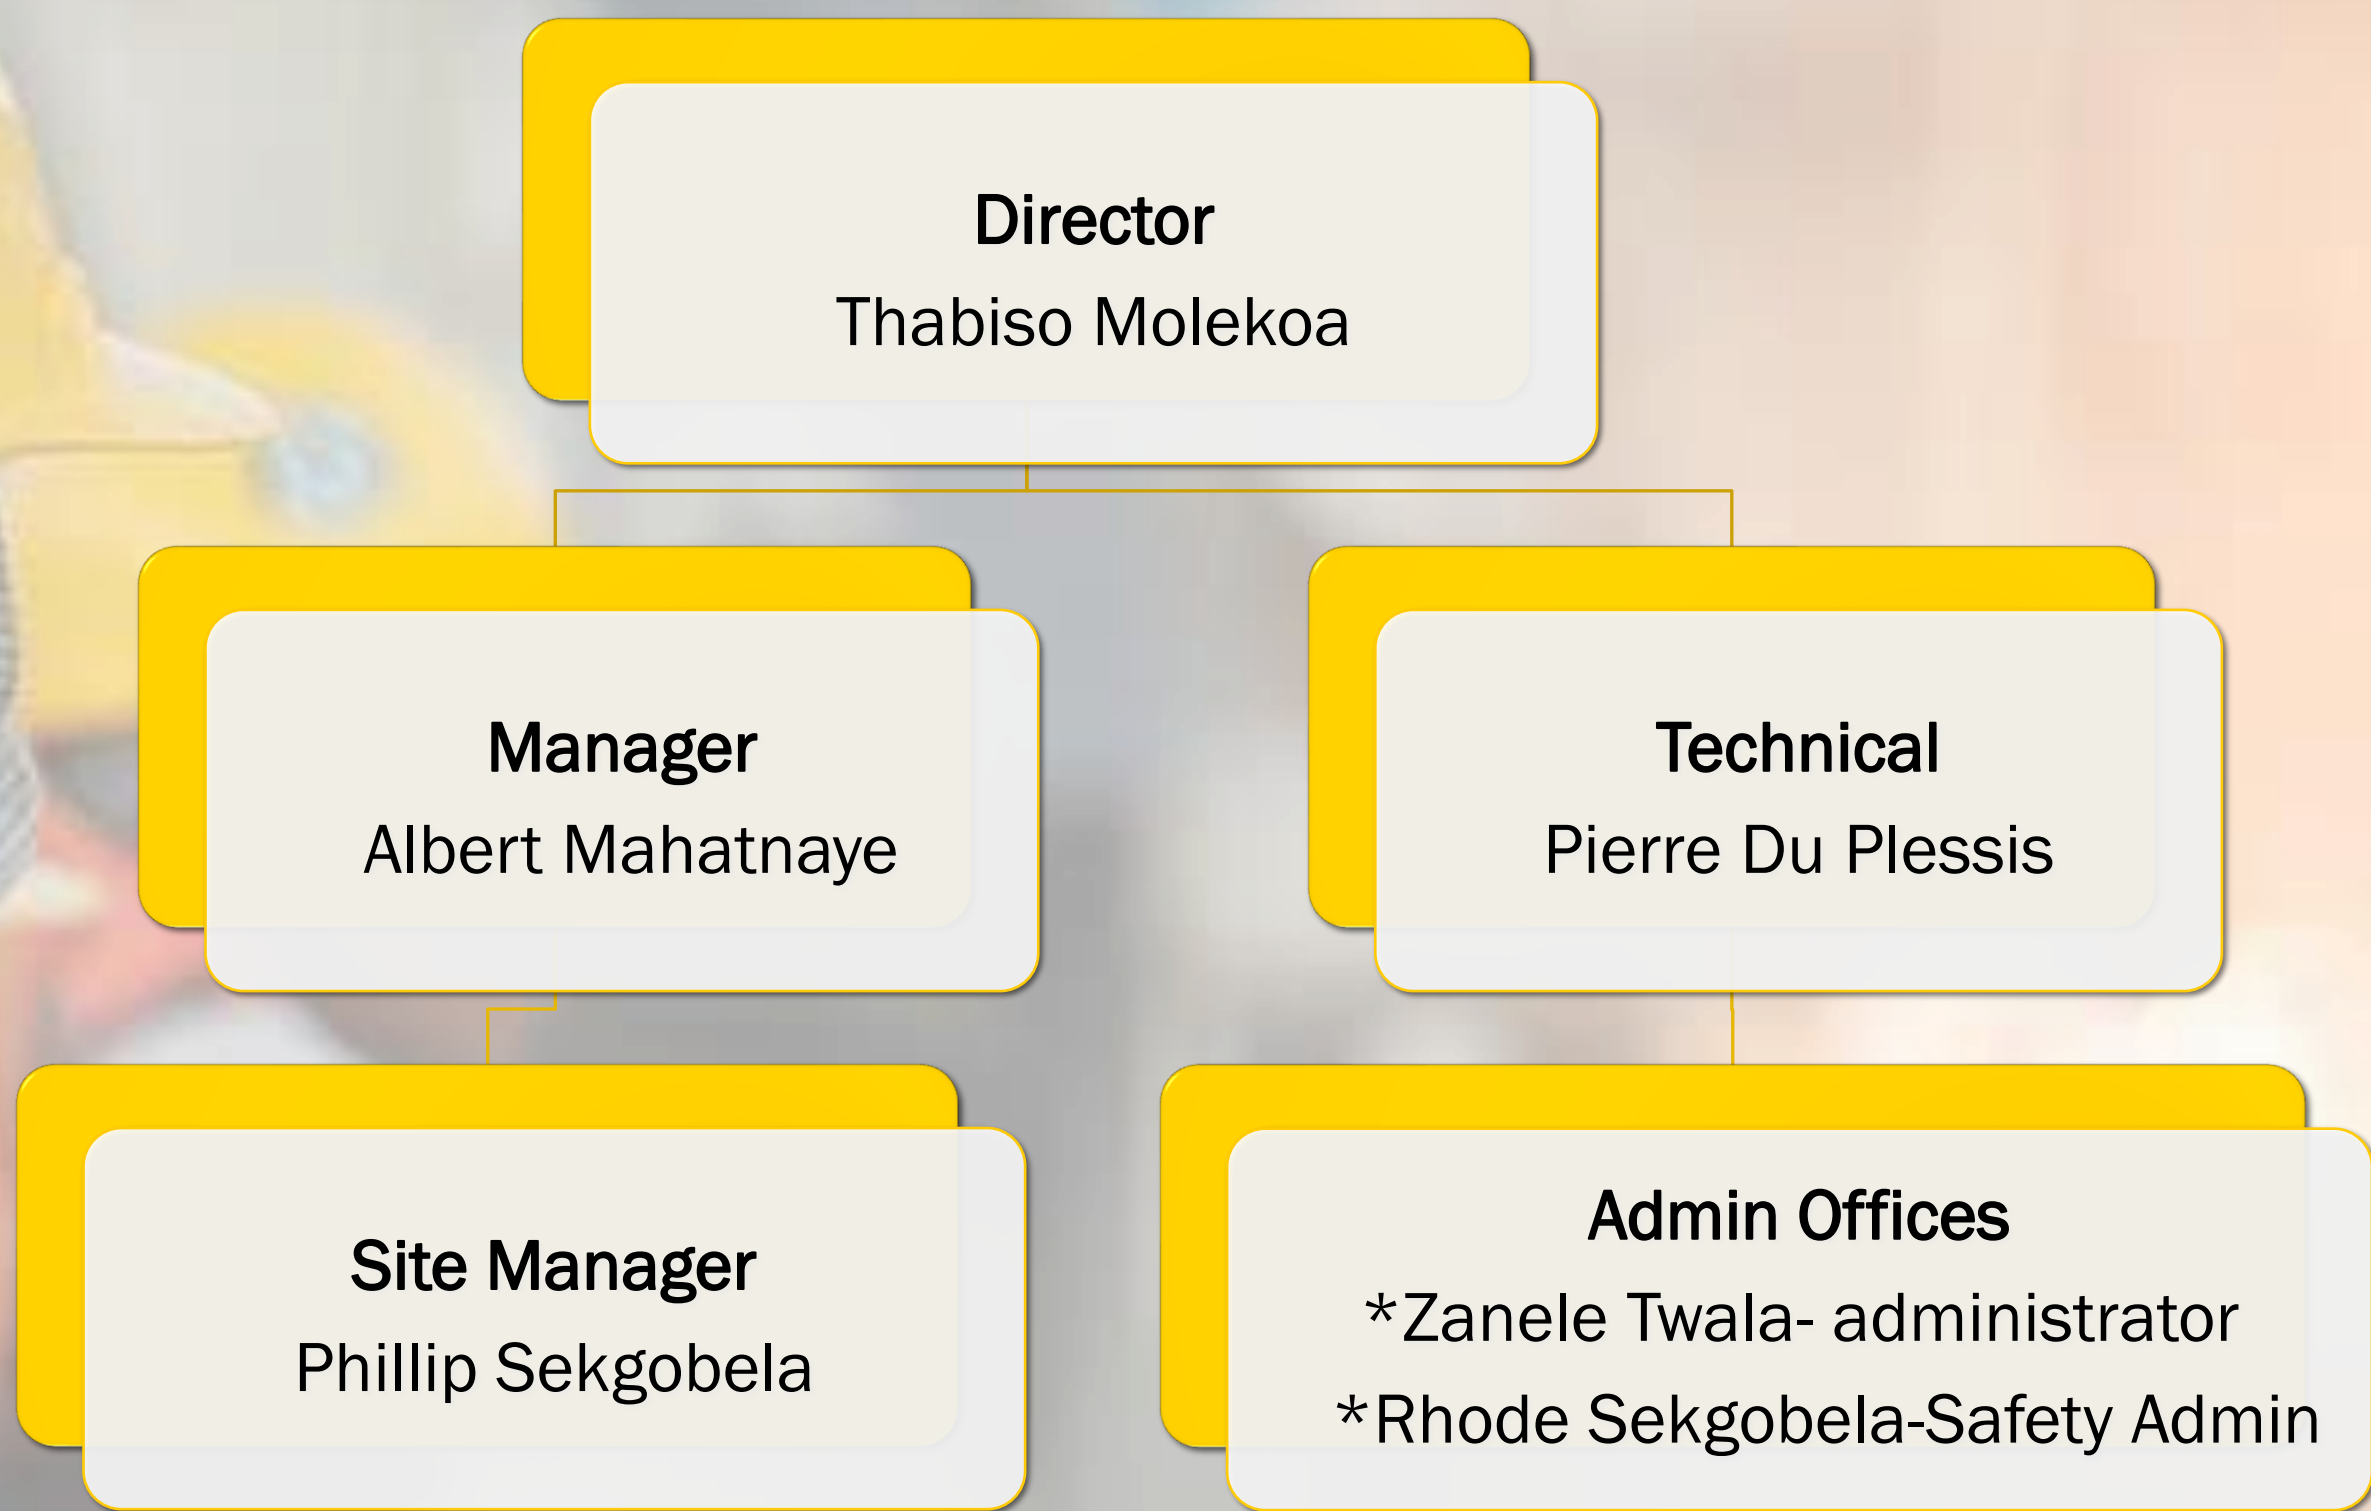 Director
Thabiso Molekoa
Manager
Albert Mahatnaye
Technical
Pierre Du Plessis
Site Manager
Phillip Sekgobela
Admin Offices
*Zanele Twala- administrator
*Rhode Sekgobela-Safety Admin